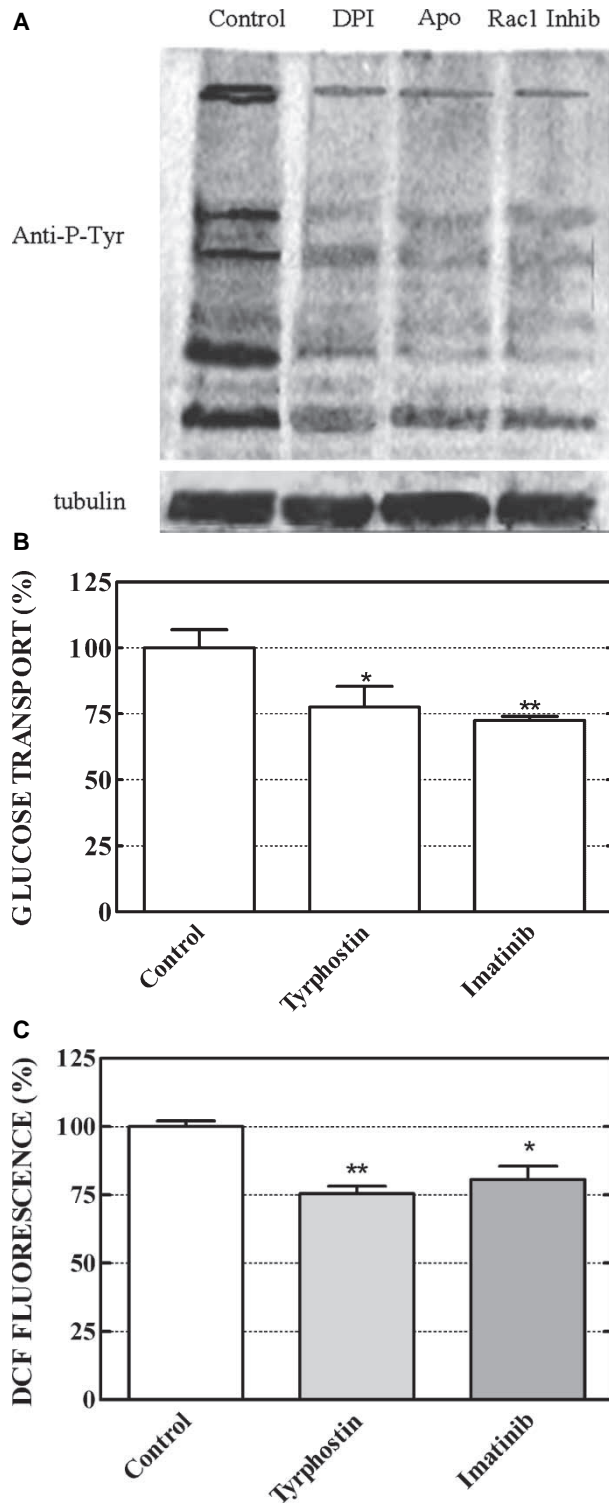 A
Control DPI Apo Rac1 Inhib
Anti-P-Tyr
tubulin
B
GLUCOSE TRANSPORT (%)
125
100
75
50
25
0
*
**
Control
Tyrphostin
Imatinib
C
DCF FLUORESCENCE (%)
125
100
75
50
25
0
**
*
Control
Tyrphostin
Imatinib